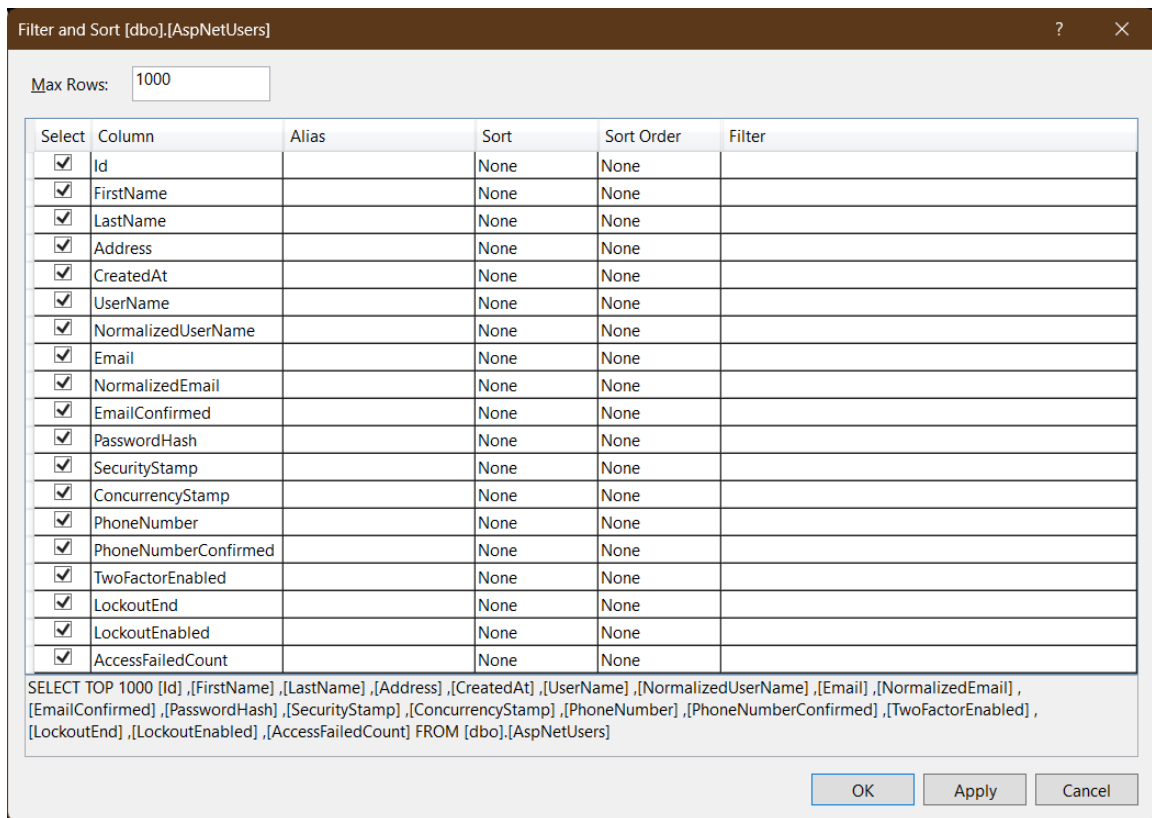 Filter and Sort [dbo].[AspNetUsers]
Max Rows: 1000
Select Column Alias Sort Sort Order Filter
Id None None
FirstName None None
LastName None None
Address None None
CreatedAt None None
UserName None None
NormalizedUserName None None
Email None None
NormalizedEmail None None
EmailConfirmed None None
PasswordHash None None
SecurityStamp None None
ConcurrencyStamp None None
PhoneNumber None None
PhoneNumberConfirmed None None
TwoFactorEnabled None None
LockoutEnd None None
LockoutEnabled None None
AccessFailedCount None None
SELECT TOP 1000 [Id] ,[FirstName] ,[LastName] ,[Address] ,[CreatedAt] ,[UserName] ,[NormalizedUserName] ,[Email] ,[NormalizedEmail] ,
[EmailConfirmed] ,[PasswordHash] ,[SecurityStamp] ,[ConcurrencyStamp] ,[PhoneNumber] ,[PhoneNumberConfirmed] ,[TwoFactorEnabled] ,
[LockoutEnd] ,[LockoutEnabled] ,[AccessFailedCount] FROM [dbo].[AspNetUsers]
OK Apply Cancel